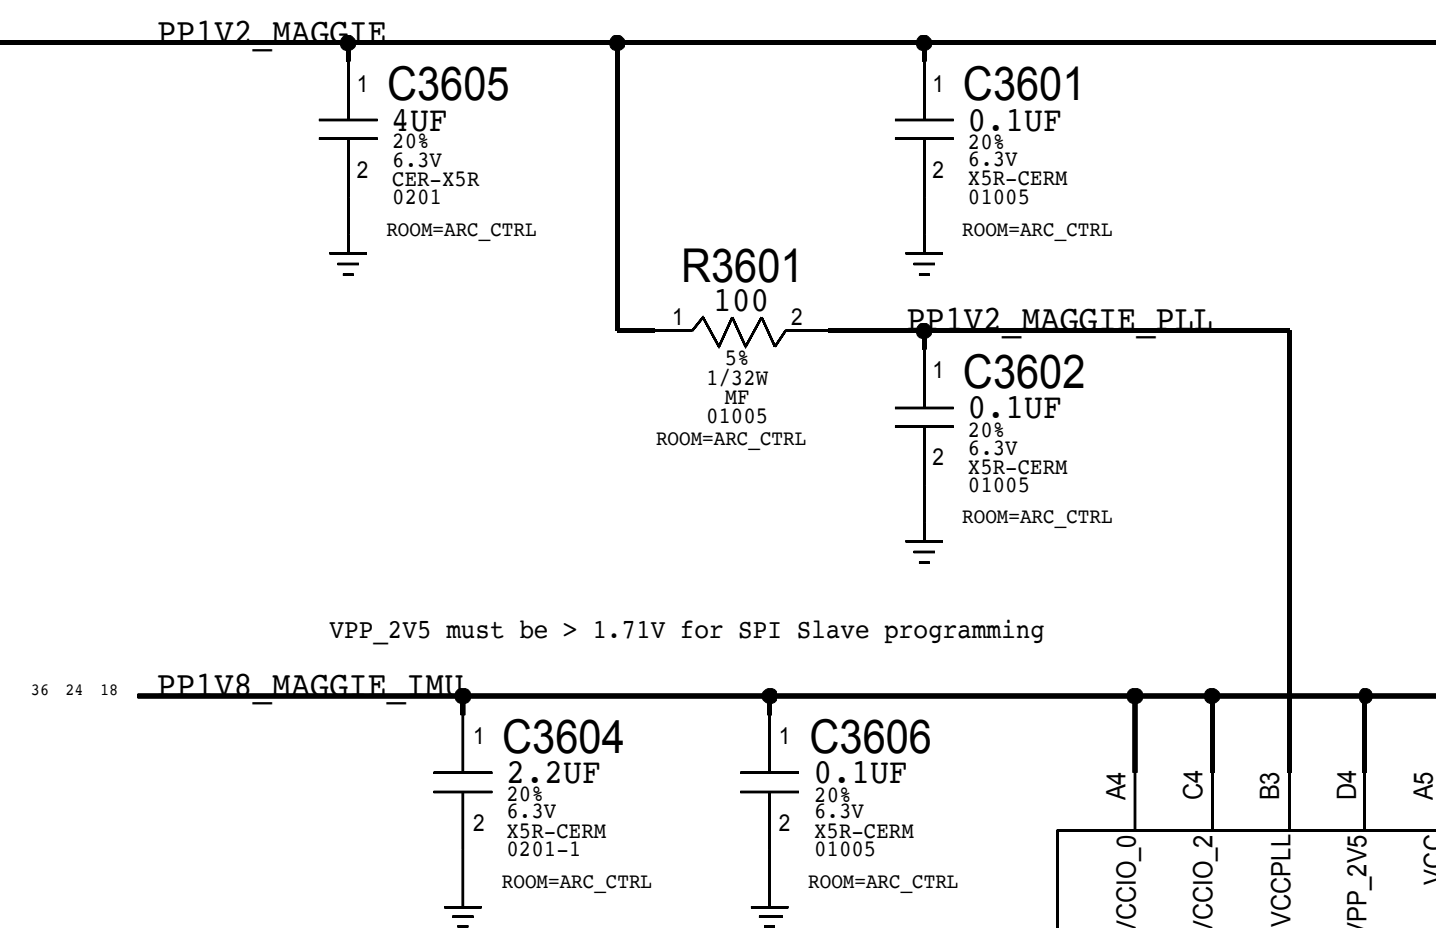 PP1V2_MAGGIE
1
C3605
4UF
20%
6.3V
2
CER-X5R
0201
ROOM=ARC_CTRL
1
C3601
0.1UF
20%
6.3V
2
X5R-CERM
01005
ROOM=ARC_CTRL
R3601
100
1
2
5%
1/32W
MF
01005
ROOM=ARC_CTRL
PP1V2_MAGGIE_PLL
1
C3602
0.1UF
20%
6.3V
2
X5R-CERM
01005
ROOM=ARC_CTRL
VPP_2V5 must be > 1.71V for SPI Slave programming
36 24 18
PP1V8_MAGGIE_IMU
1
C3604
2.2UF
20%
6.3V
2
X5R-CERM
0201-1
ROOM=ARC_CTRL
1
C3606
0.1UF
20%
6.3V
2
X5R-CERM
01005
ROOM=ARC_CTRL
A4
C4
B3
D4
A5
VCCIO_0
VCCIO_2
VCCPLL
VPP_2V5
VCC